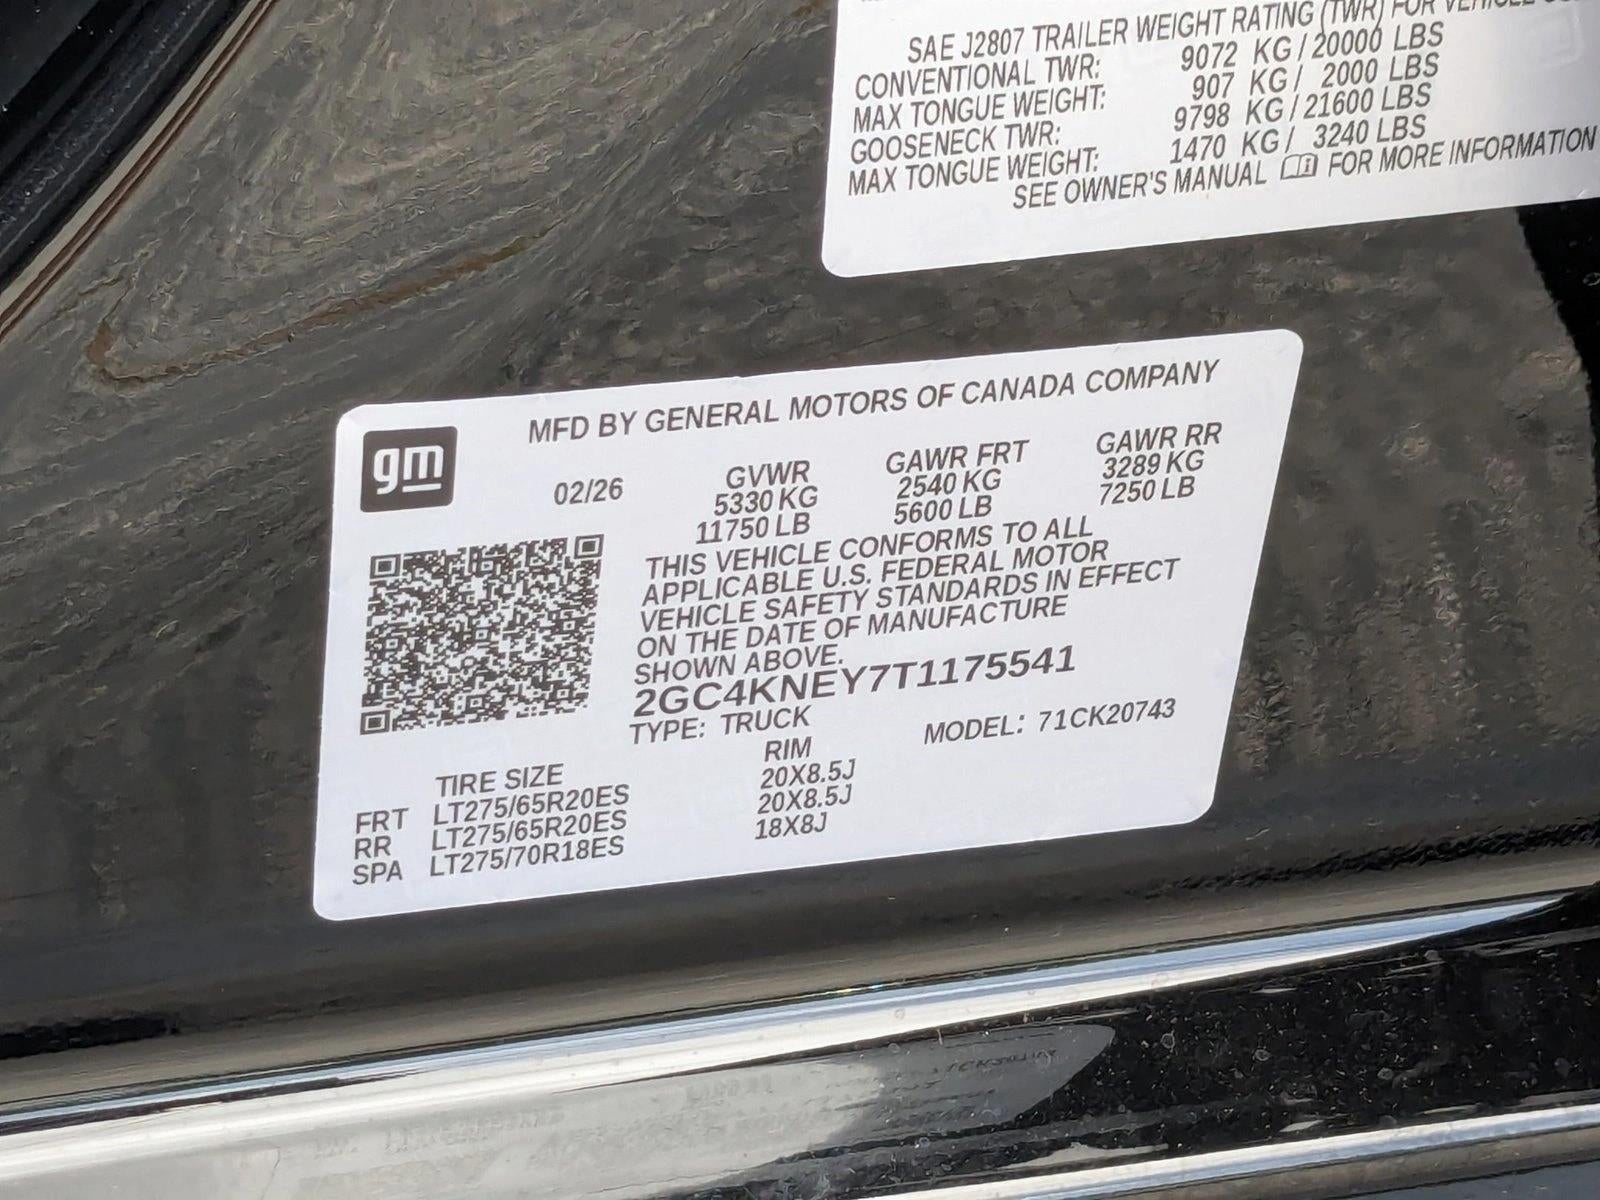 SAE J2807 TRAILER WEIGHT RATING (TWR) FOR
CONVENTIONAL TWR: 9072 KG / 20000 LBS
MAX TONGUE WEIGHT: 907 KG / 2000 LBS
GOOSENECK TWR: 9798 KG / 21600 LBS
MAX TONGUE WEIGHT: 1470 KG / 3240 LBS
SEE OWNER'S MANUAL FOR MORE INFORMATION
gm
MFD BY GENERAL MOTORS OF CANADA COMPANY
02/26
GVWR GAWR FRT GAWR RR
5330 KG 2540 KG 3289 KG
11750 LB 5600 LB 7250 LB
THIS VEHICLE CONFORMS TO ALL
APPLICABLE U.S. FEDERAL MOTOR
VEHICLE SAFETY STANDARDS IN EFFECT
ON THE DATE OF MANUFACTURE
SHOWN ABOVE.
2GC4KNEY7T1175541
TYPE: TRUCK MODEL: 71CK20743
TIRE SIZE RIM
FRT LT275/65R20ES 20X8.5J
RR LT275/65R20ES 20X8.5J
SPA LT275/70R18ES 18X8J